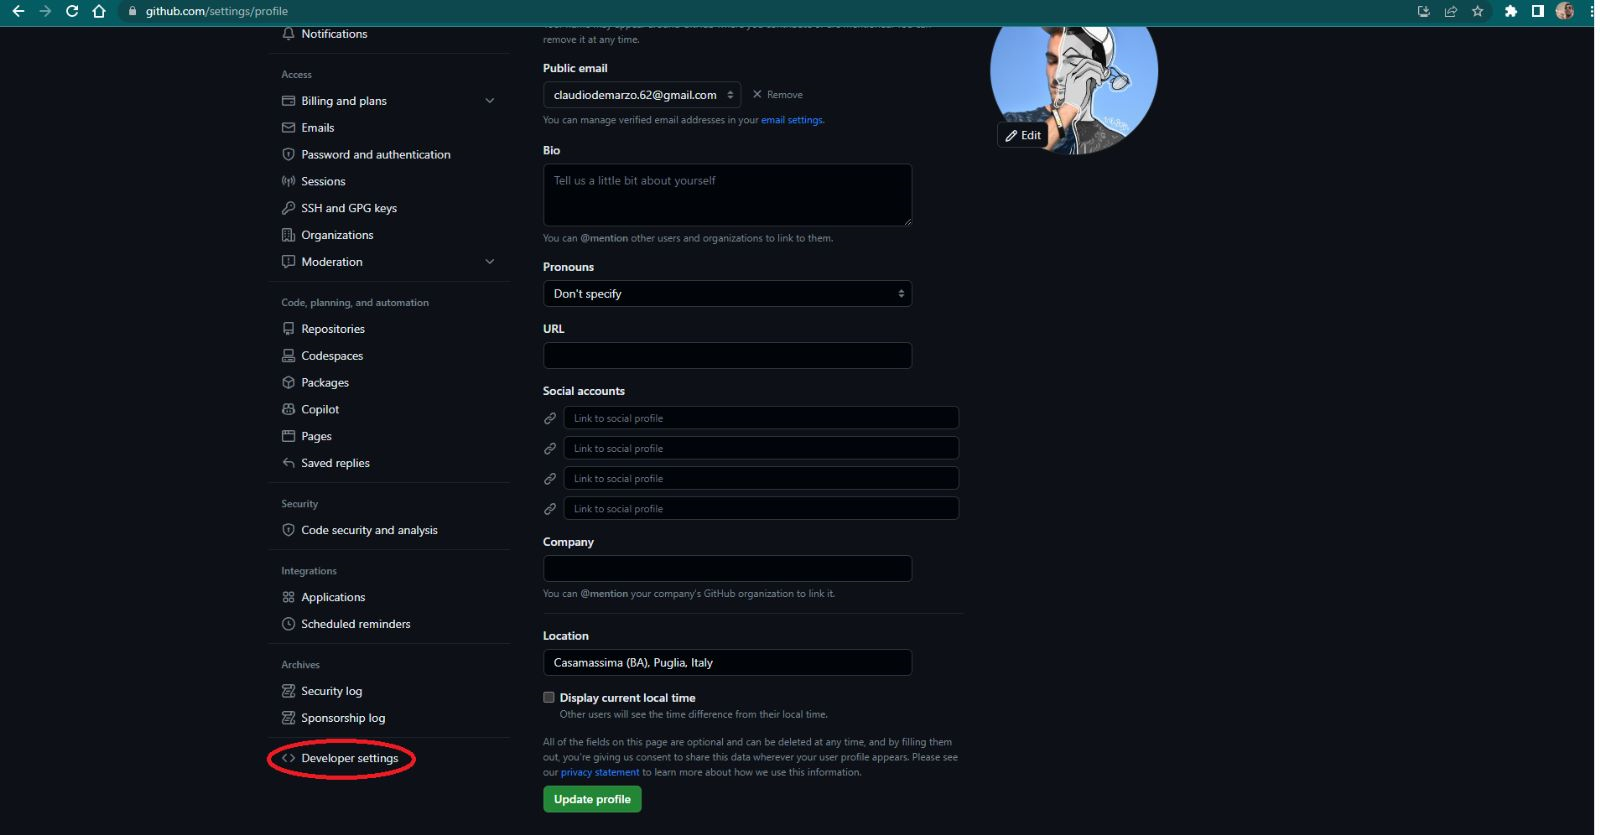 github.com/settings/profile
Notifications
Access
Billing and plans
Emails
Password and authentication
Sessions
SSH and GPG keys
Organizations
Moderation
Code, planning, and automation
Repositories
Codespaces
Packages
Copilot
Pages
Saved replies
Security
Code security and analysis
Integrations
Applications
Scheduled reminders
Archives
Security log
Sponsorship log
Developer settings
remove it at any time.
Public email
claudiodemarzo.62@gmail.com
Remove
You can manage verified email addresses in your email settings.
Bio
Tell us a little bit about yourself
You can @mention other users and organizations to link to them.
Pronouns
Don't specify
URL
Social accounts
Link to social profile
Link to social profile
Link to social profile
Link to social profile
Company
You can @mention your company's GitHub organization to link it.
Location
Casamassima (BA), Puglia, Italy
Display current local time
Other users will see the time difference from their local time.
All of the fields on this page are optional and can be deleted at any time, and by filling them
out, you're giving us consent to share this data wherever your user profile appears. Please see
our privacy statement to learn more about how we use this information.
Update profile
Edit